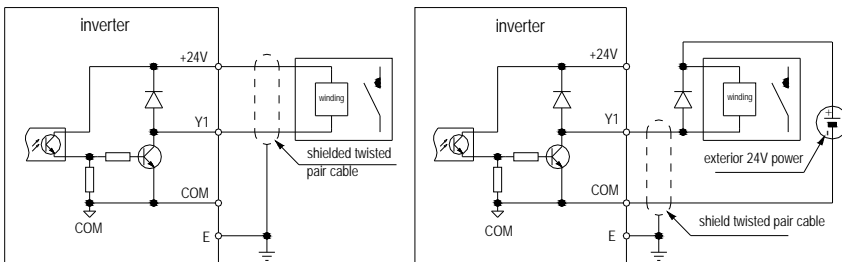 inverter
+24V
winding
Y1
shielded twisted
pair cable
COM
COM
E
inverter
+24V
winding
+
Y1
exterior 24V power
COM
COM
shield twisted pair cable
E